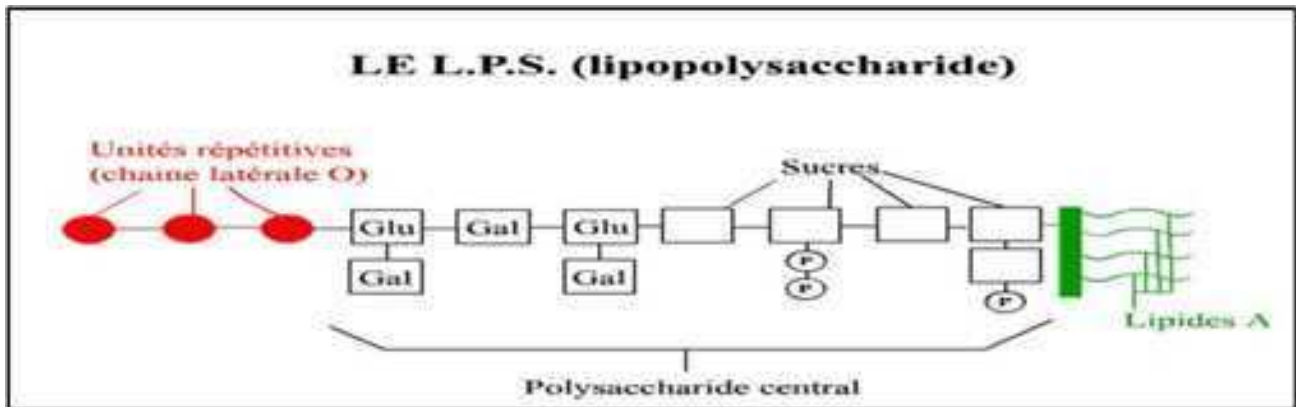 LE L.P.S. (lipopolysaccharide)
Unités répétitives
(chaine latérale O)
Sucres
Glu
Gal
Glu
Gal
Gal
P
P
P
Lipides A
Polysaccharide central